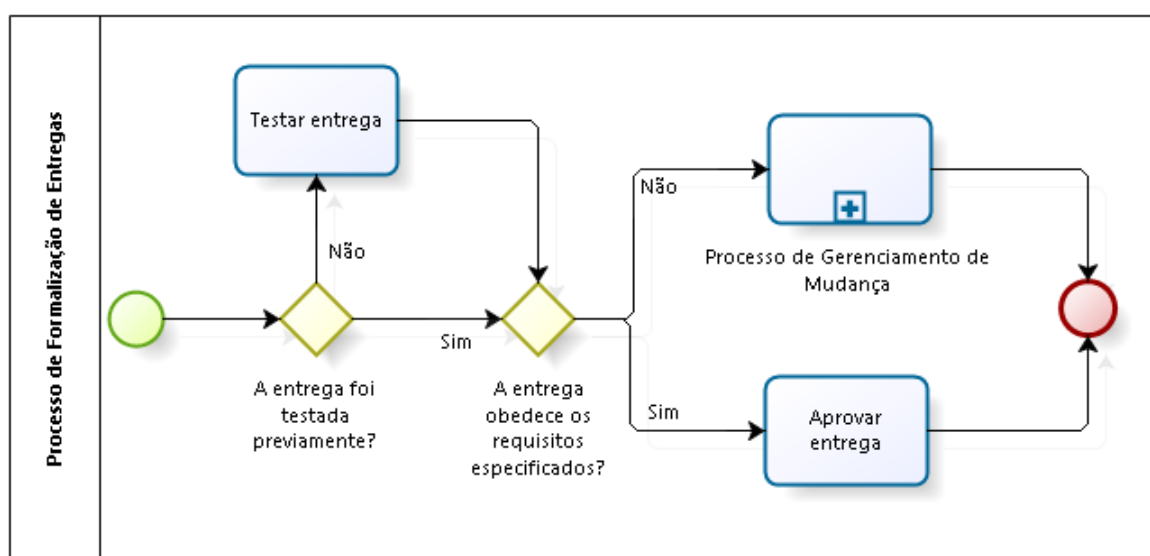 Processo de Formalização de Entregas
Testar entrega
Não
Sim
A entrega foi
testada
previamente?
A entrega
obedece os
requisitos
especificados?
Não
Processo de Gerenciamento de
Mudança
Sim
Aprovar
entrega